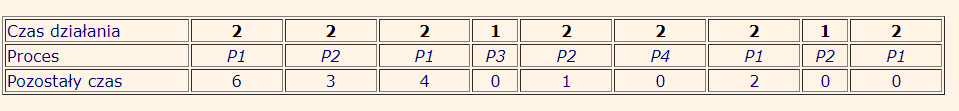 Czas działania 2 2 2 1 2 2 2 1 2
Proces P1 P2 P1 P3 P2 P4 P1 P2 P1
Pozostały czas 6 3 4 0 1 0 2 0 0